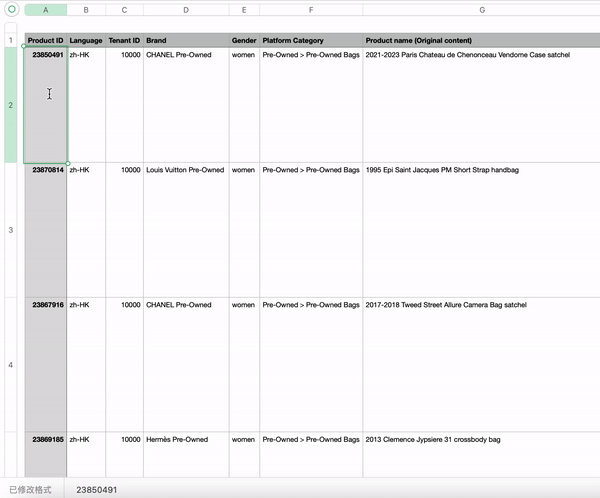 A B C D E F G
1 Product ID Language Tenant ID Brand Gender Platform Category Product name (Original content)
2 23850491 zh-HK 10000 CHANEL Pre-Owned women Pre-Owned > Pre-Owned Bags 2021-2023 Paris Chateau de Chenonceau Vendome Case satchel
3 23870814 zh-HK 10000 Louis Vuitton Pre-Owned women Pre-Owned > Pre-Owned Bags 1995 Epi Saint Jacques PM Short Strap handbag
4 23867916 zh-HK 10000 CHANEL Pre-Owned women Pre-Owned > Pre-Owned Bags 2017-2018 Tweed Street Allure Camera Bag satchel
23869185 zh-HK 10000 Hermès Pre-Owned women Pre-Owned > Pre-Owned Bags 2013 Clemence Jypsiere 31 crossbody bag
已修改格式 23850491